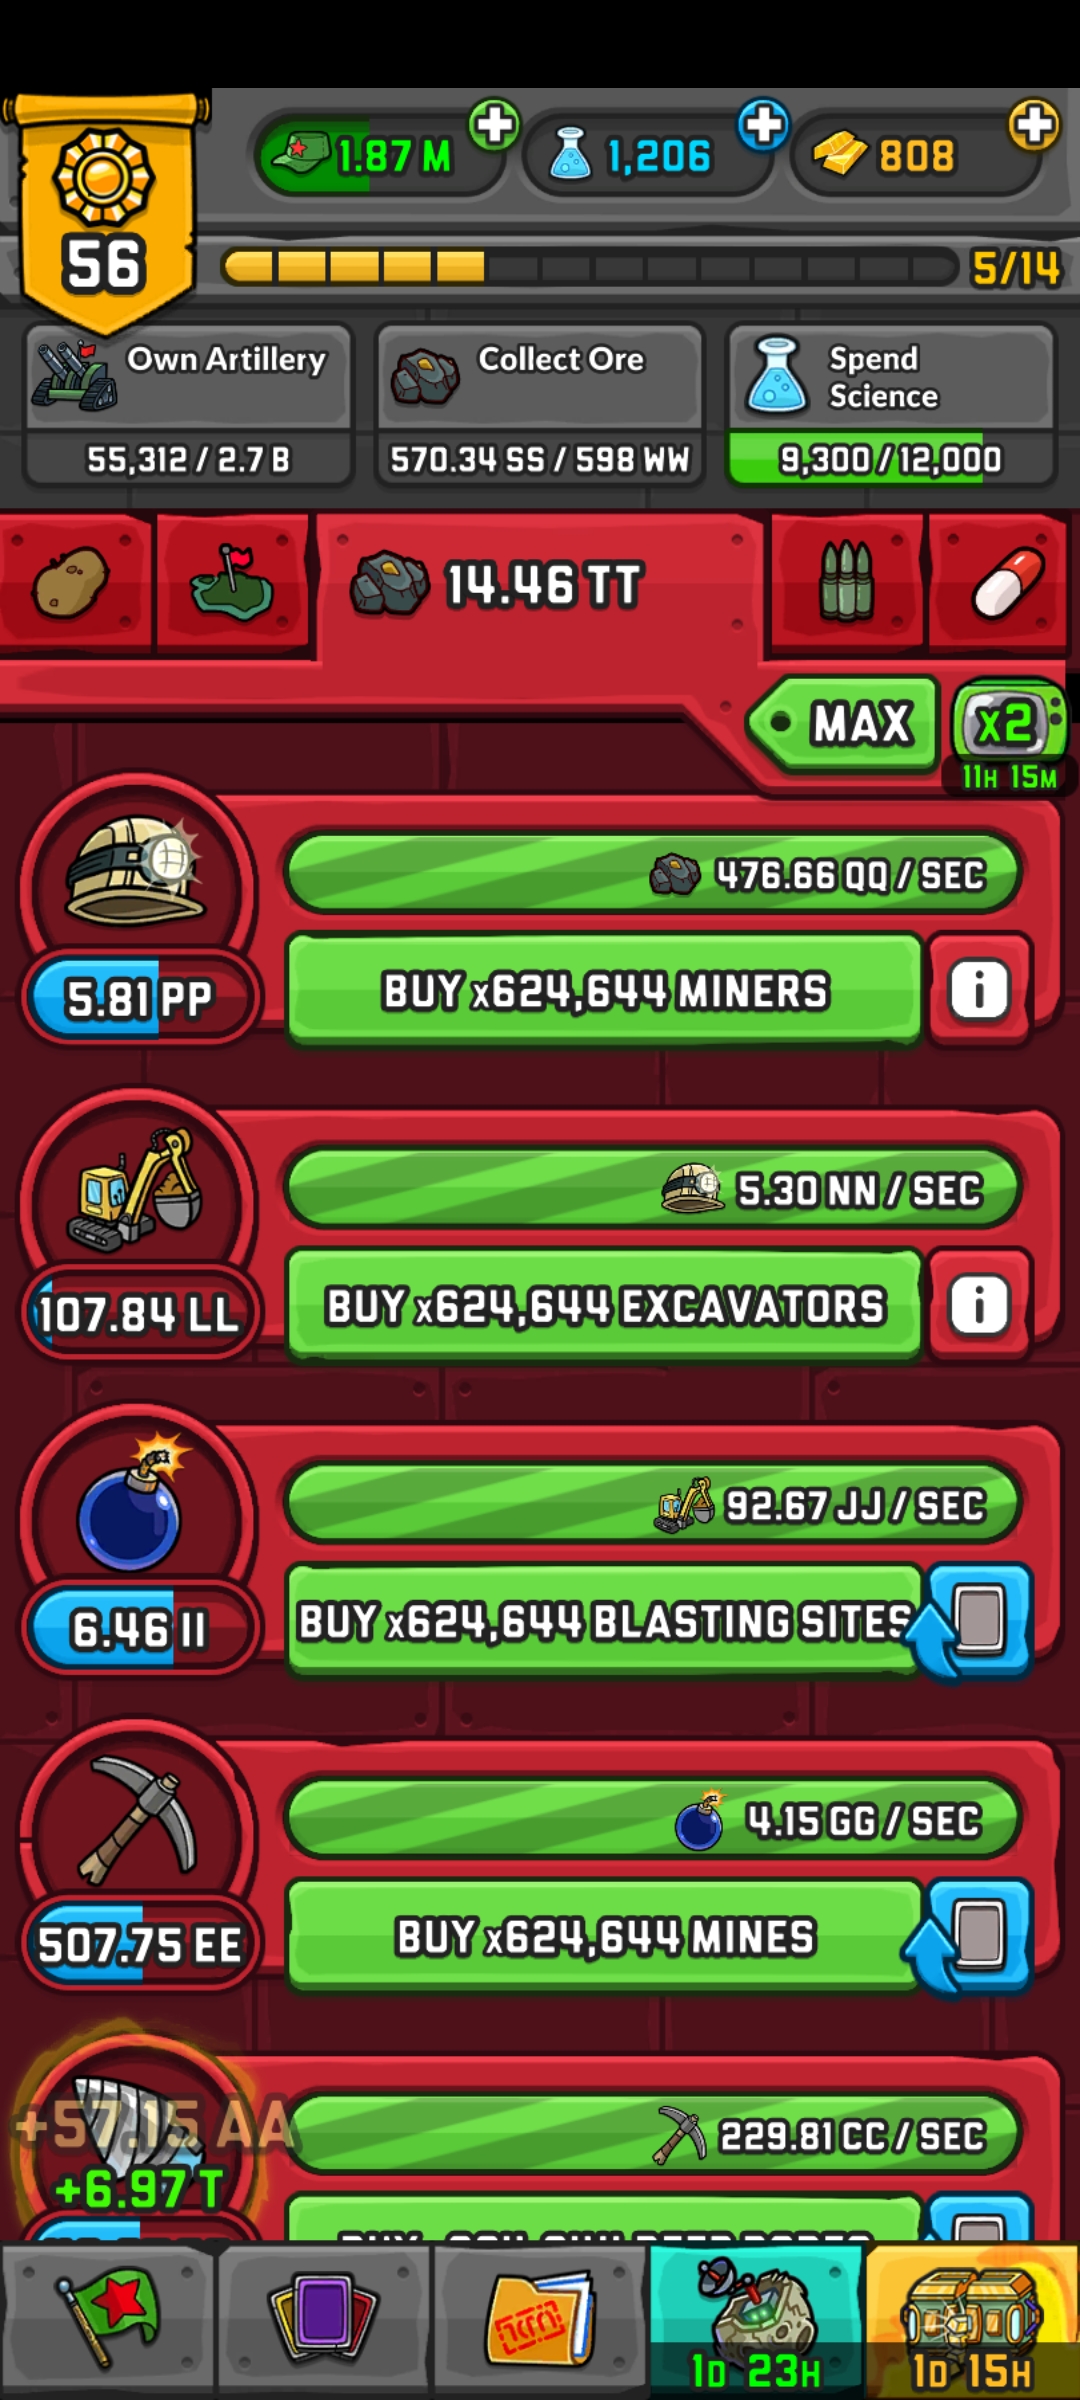 56
1.87 M
1,206
808
5/14
Own Artillery
55,312 / 2.7 B
Collect Ore
570.34 SS / 598 WW
Spend
Science
9,300 / 12,000
14.46 TT
MAX
x2
11H 15M
476.66 QQ / SEC
5.81 PP
BUY x624,644 MINERS
i
5.30 NN / SEC
107.84 LL
BUY x624,644 EXCAVATORS
i
92.67 JJ / SEC
6.46 II
BUY x624,644 BLASTING SITES
4.15 GG / SEC
507.75 EE
BUY x624,644 MINES
+57.15 AA
+6.97 T
229.81 CC / SEC
1D 23H
1D 15H